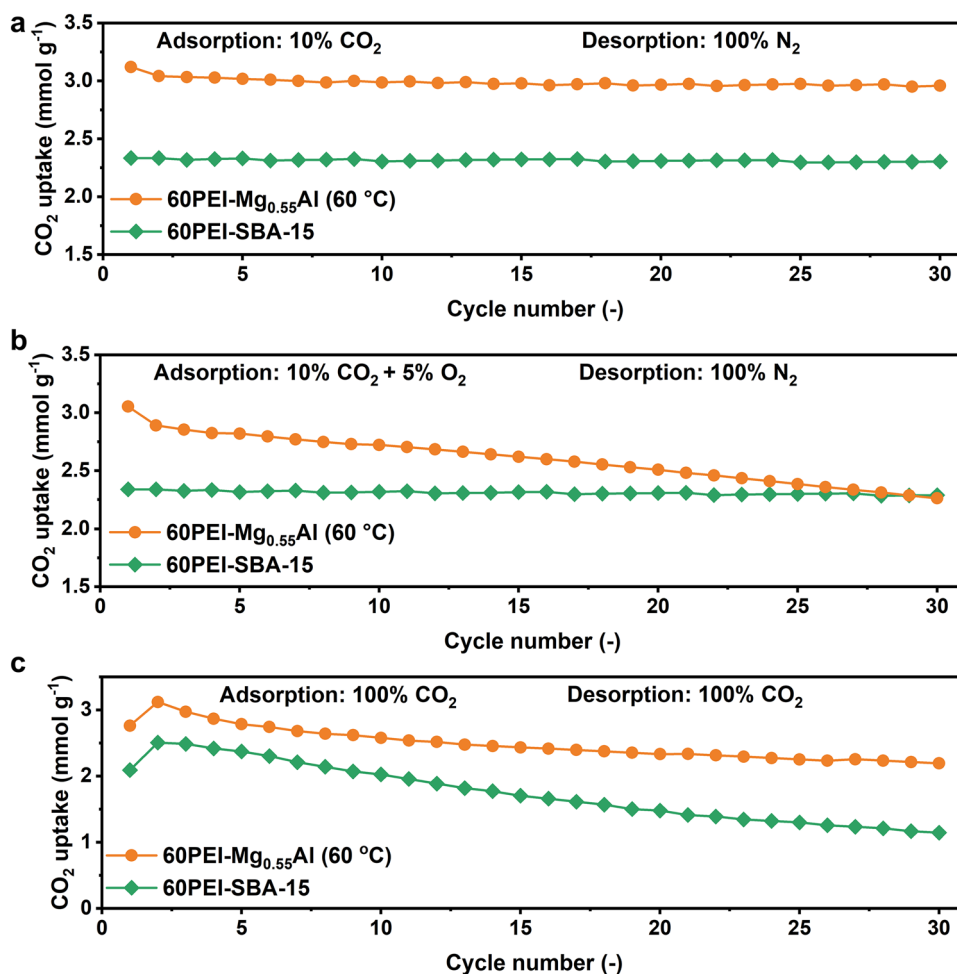 a
Adsorption: 10% CO₂ Desorption: 100% N₂
CO₂ uptake (mmol g⁻¹)
3.5
3.0
2.5
2.0
1.5
60PEI-Mg₀.₅₅Al (60 °C)
60PEI-SBA-15
0 5 10 15 20 25 30
Cycle number (-)
b
Adsorption: 10% CO₂ + 5% O₂ Desorption: 100% N₂
CO₂ uptake (mmol g⁻¹)
3.5
3.0
2.5
2.0
1.5
60PEI-Mg₀.₅₅Al (60 °C)
60PEI-SBA-15
0 5 10 15 20 25 30
Cycle number (-)
c
Adsorption: 100% CO₂ Desorption: 100% CO₂
CO₂ uptake (mmol g⁻¹)
3
2
1
0
60PEI-Mg₀.₅₅Al (60 °C)
60PEI-SBA-15
0 5 10 15 20 25 30
Cycle number (-)